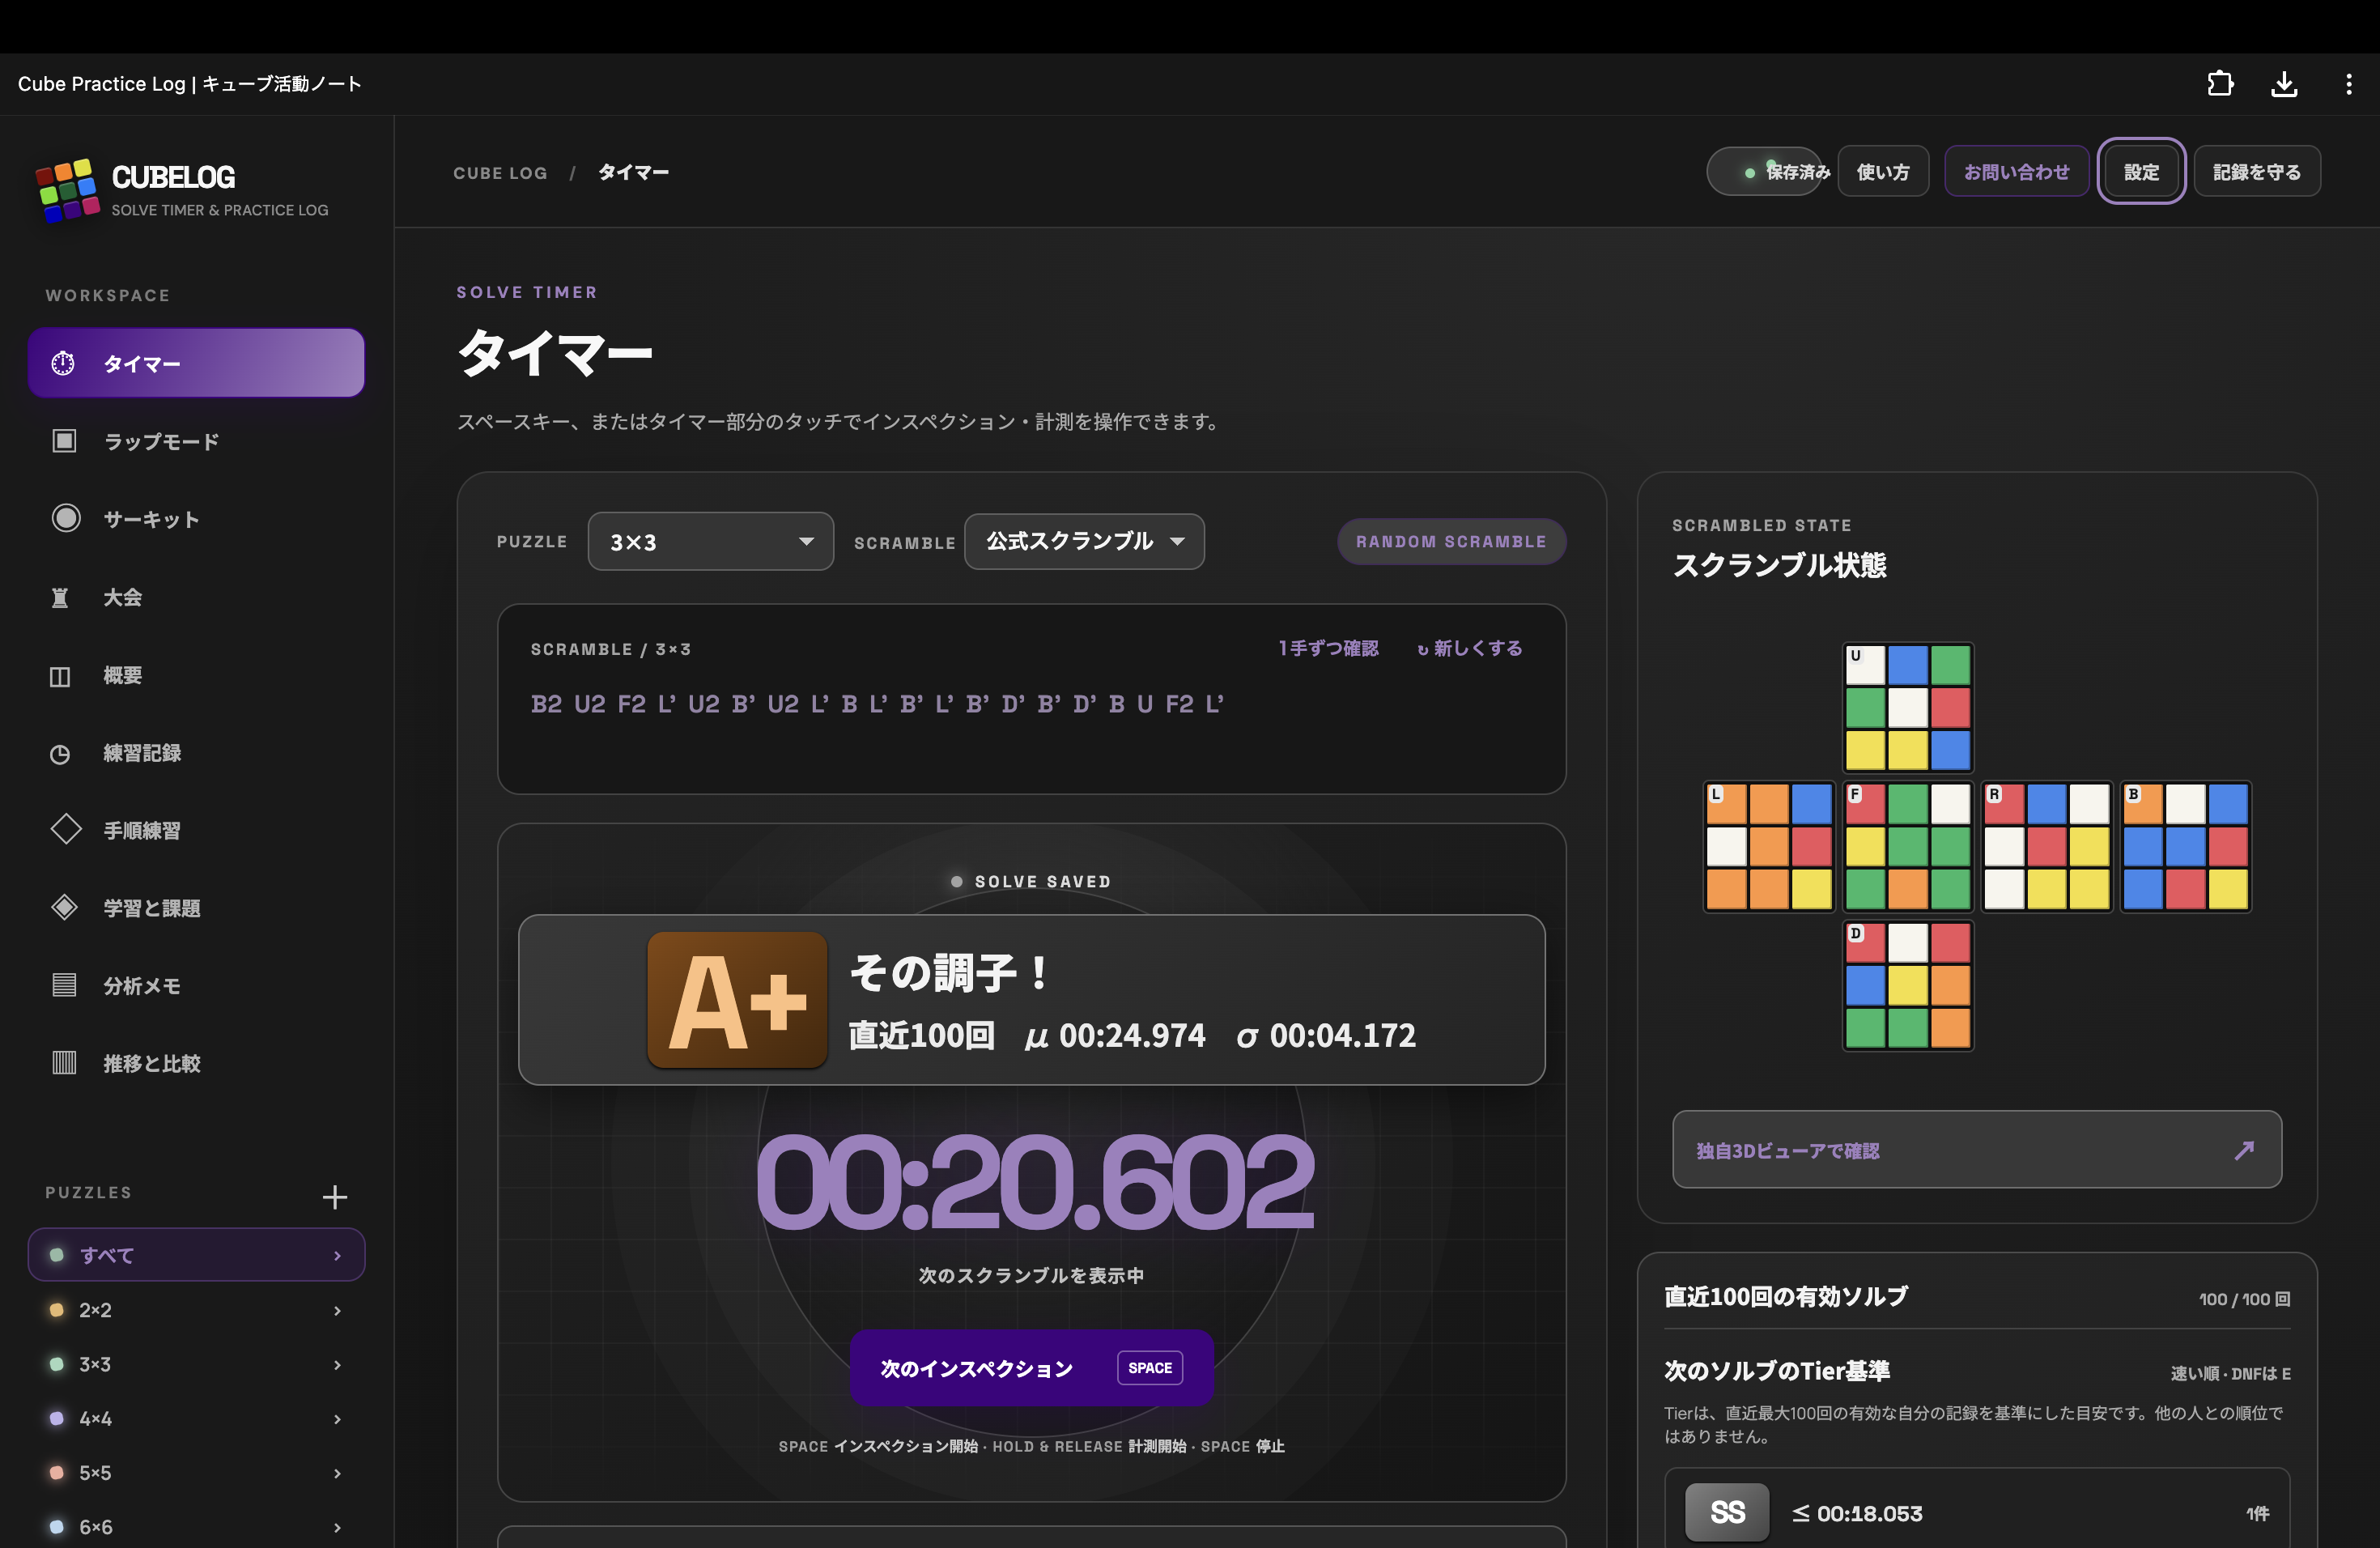 Cube Practice Log | キューブ活動ノート
CUBELOG
SOLVE TIMER & PRACTICE LOG
WORKSPACE
タイマー
ラップモード
サーキット
大会
概要
練習記録
手順練習
学習と課題
分析メモ
推移と比較
PUZZLES
すべて
2×2
3×3
4×4
5×5
6×6
CUBE LOG / タイマー
保存済み
使い方
お問い合わせ
設定
記録を守る
SOLVE TIMER
タイマー
スペースキー、またはタイマー部分のタッチでインスペクション・計測を操作できます。
PUZZLE 3×3 SCRAMBLE 公式スクランブル RANDOM SCRAMBLE
SCRAMBLE / 3×3 1手ずつ確認 ↻ 新しくする
B2 U2 F2 L’ U2 B’ U2 L’ B L’ B’ L’ B’ D’ B’ D’ B U F2 L’
SOLVE SAVED
A+
その調子！
直近100回 μ 00:24.974 σ 00:04.172
00:20.602
次のスクランブルを表示中
次のインスペクション SPACE
SPACE インスペクション開始 · HOLD & RELEASE 計測開始 · SPACE 停止
SCRAMBLED STATE
スクランブル状態
U
L F R B
D
独自3Dビューアで確認 ↗
直近100回の有効ソルブ 100 / 100 回
次のソルブのTier基準 速い順 · DNFは E
Tierは、直近最大100回の有効な自分の記録を基準にした目安です。他の人との順位で
はありません。
SS ≤ 00:18.053 1件